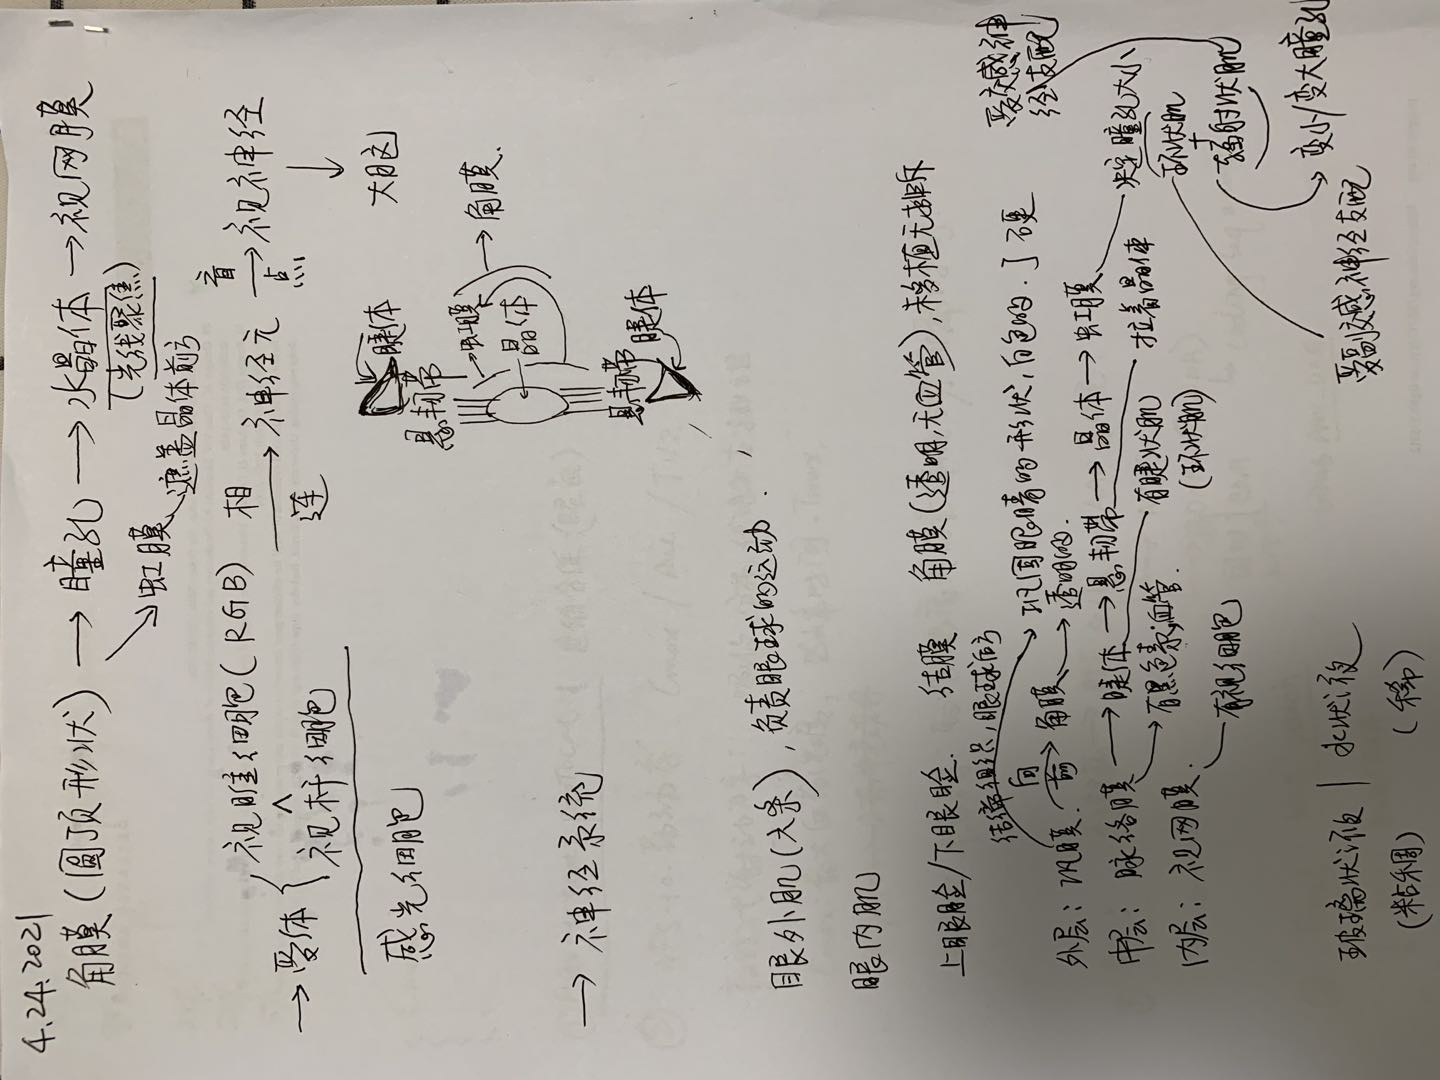 4.24.2021
角膜(圆顶形状) → 瞳孔 → 水晶体 → 视网膜
(光线聚焦)
虹膜 遮盖晶体前方
→ 受体
视睢细胞(RGB) 相连 → 神经元 盲点 → 视神经
视杆细胞
感光细胞
大脑
睫体
悬韧带
→虹膜
晶体
→ 角膜.
悬韧带
睫体
→ 神经系统
眼外肌(六条),负责眼球的运动.
眼内肌
上眼睑/下眼睑. 结膜 角膜(透明,无血管),移植无排斥
结缔组织,眼球后方
受交感神经支配
外层: 巩膜. 向前 → 角膜 → 透明的.
巩固眼睛的形状,白色的.
硬
中层: 脉络膜 → 睫体 → 悬韧带 → 晶体 → 虹膜
有黑色素,血管.
有睫状肌
(环状肌)
拉着晶体
决定瞳孔大小
环状肌
+
辐射状肌
内层: 视网膜.
有视细胞
变小/变大瞳孔
受副交感神经支配
玻璃状液 | 水状液
(粘稠) (稀)